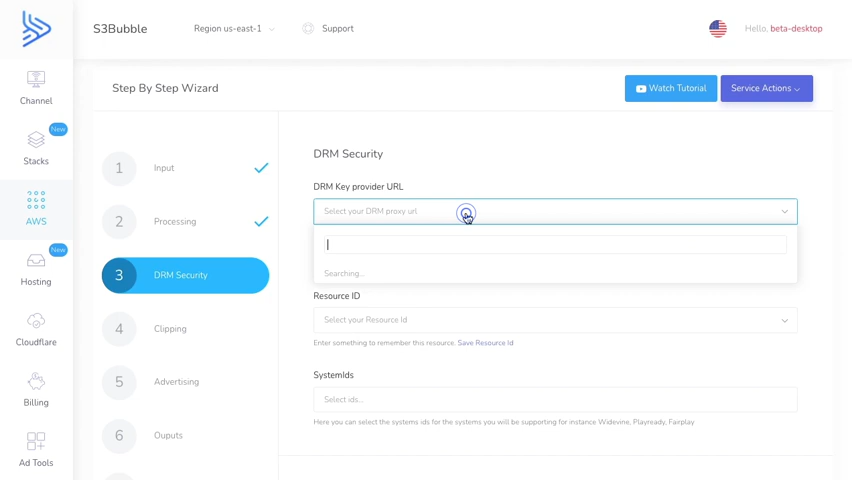 S3Bubble
Region us-east-1
Support
Hello, beta-desktop
Channel
New
Stacks
AWS
New
Hosting
Cloudflare
Billing
Ad Tools
Step By Step Wizard
Watch Tutorial
Service Actions
1 Input
2 Processing
3 DRM Security
4 Clipping
5 Advertising
6 Ouputs
DRM Security
DRM Key provider URL
Select your DRM proxy url
Searching...
Resource ID
Select your Resource Id
Enter something to remember this resource. Save Resource Id
SystemIds
Select ids...
Here you can select the systems ids for the systems you will be supporting for instance Widevine, Playready, Fairplay